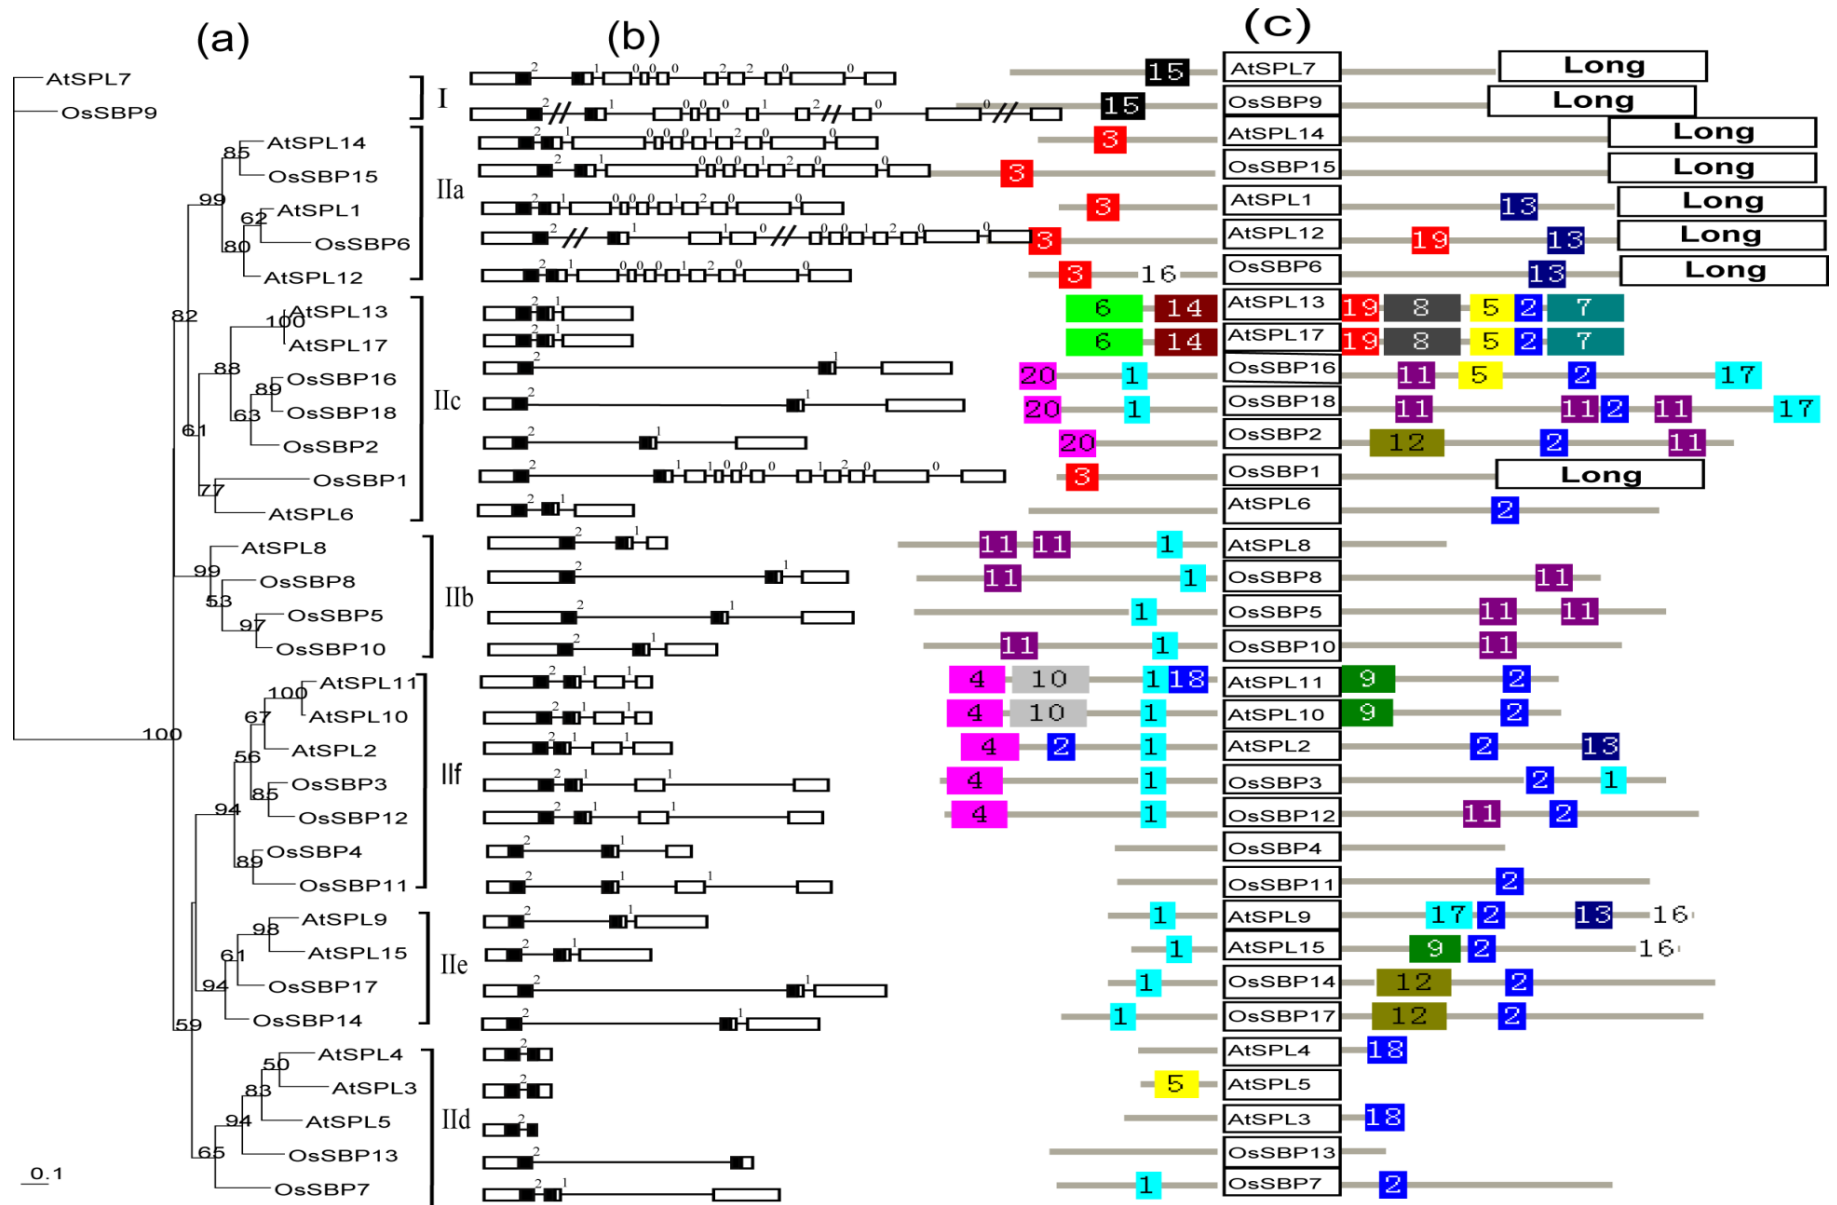 (a) (b) (c)
AtSPL7 I 15 AtSPL7 Long
OsSBP9 15 OsSBP9 Long
AtSPL14 3 AtSPL14 Long
85
OsSBP15 IIa 3 OsSBP15 Long
99
AtSPL1 3 AtSPL1 13 Long
62
OsSBP6 3 AtSPL12 19 13 Long
80
AtSPL12 3 16 OsSBP6 13 Long
82
AtSPL13 6 14 AtSPL13 19 8 5 2 7
100
AtSPL17 6 14 AtSPL17 19 8 5 2 7
88
OsSBP16 20 1 OsSBP16 11 5 2 17
89
OsSBP18 IIc 20 1 OsSBP18 11 11 2 11 17
63
61
OsSBP2 20 OsSBP2 12 2 11
OsSBP1 3 OsSBP1 Long
77
AtSPL6 AtSPL6 2
AtSPL8 11 11 1 AtSPL8
99
OsSBP8 IIb 11 1 OsSBP8 11
53
OsSBP5 1 OsSBP5 11 11
97
OsSBP10 11 1 OsSBP10 11
AtSPL11 4 10 1 18 AtSPL11 9 2
100
AtSPL10 4 10 1 AtSPL10 9 2
67
100
AtSPL2 4 2 1 AtSPL2 2 13
56
OsSBP3 IIf 4 1 OsSBP3 2 1
85
94
OsSBP12 4 1 OsSBP12 11 2
OsSBP4 OsSBP4
89
OsSBP11 OsSBP11 2
AtSPL9 1 AtSPL9 17 2 13 16
98
AtSPL15 IIe 1 AtSPL15 9 2 16
61
OsSBP17 1 OsSBP14 12 2
94
OsSBP14 1 OsSBP17 12 2
59
AtSPL4 AtSPL4 18
50
AtSPL3 5 AtSPL5
83
AtSPL5 IId AtSPL3 18
94
OsSBP13 OsSBP13
65
OsSBP7 1 OsSBP7 2
0.1